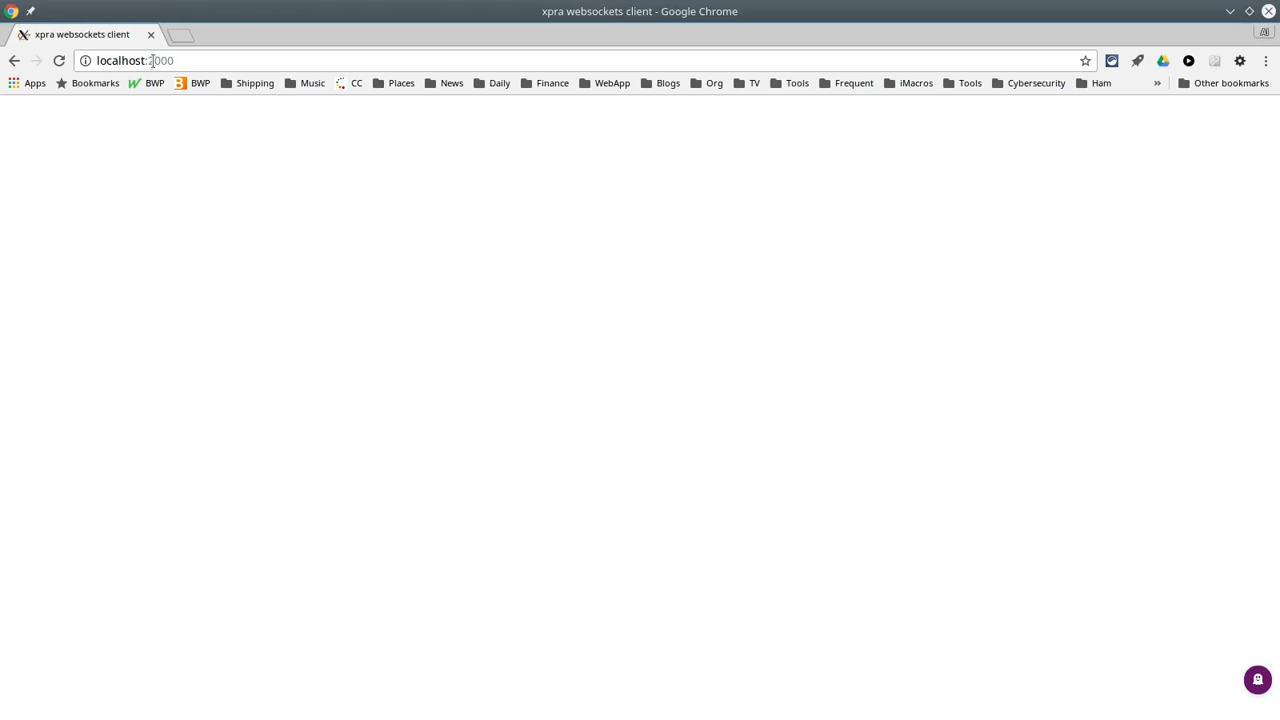 xpra websockets client - Google Chrome
xpra websockets client
AI
localhost:2000
Apps Bookmarks BWP BWP Shipping Music CC Places News Daily Finance WebApp Blogs Org TV Tools Frequent iMacros Tools Cybersecurity Ham » Other bookmarks